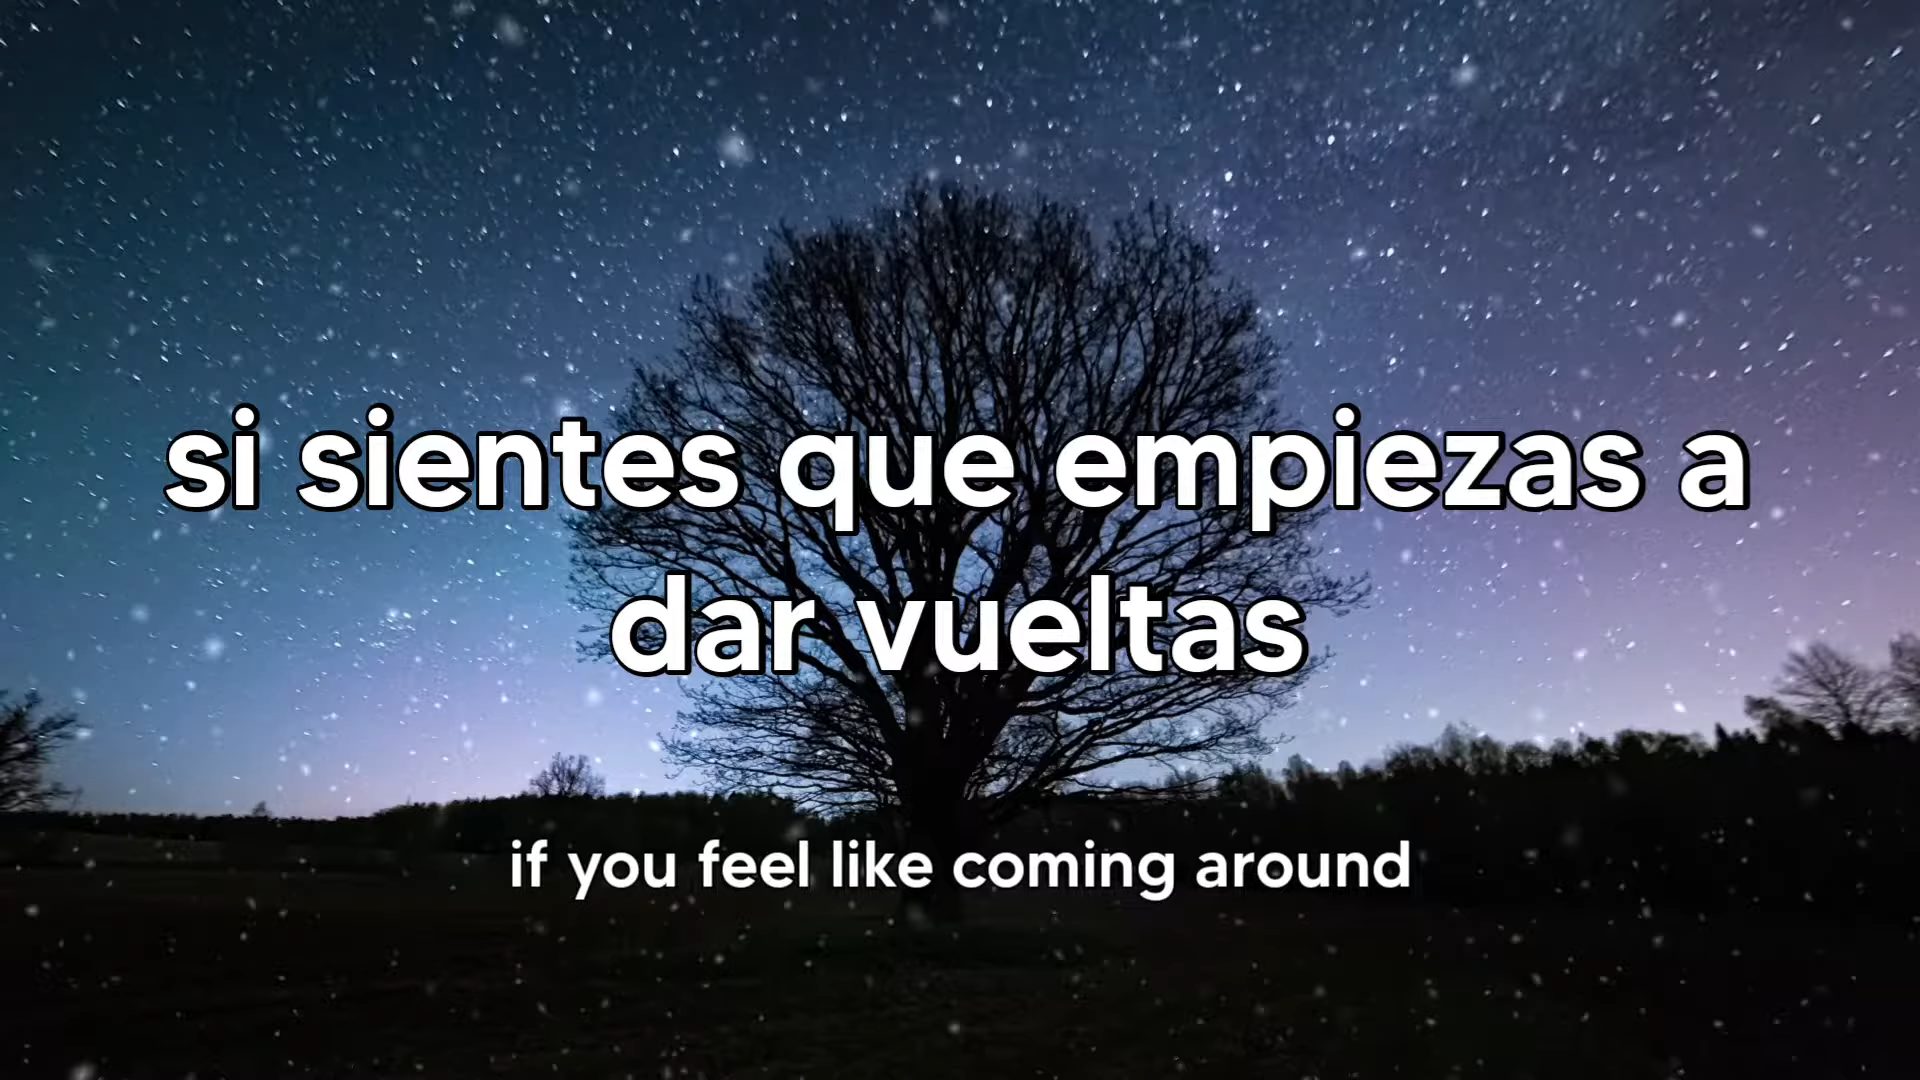 si sientes que empiezas a
dar vueltas
if you feel like coming around